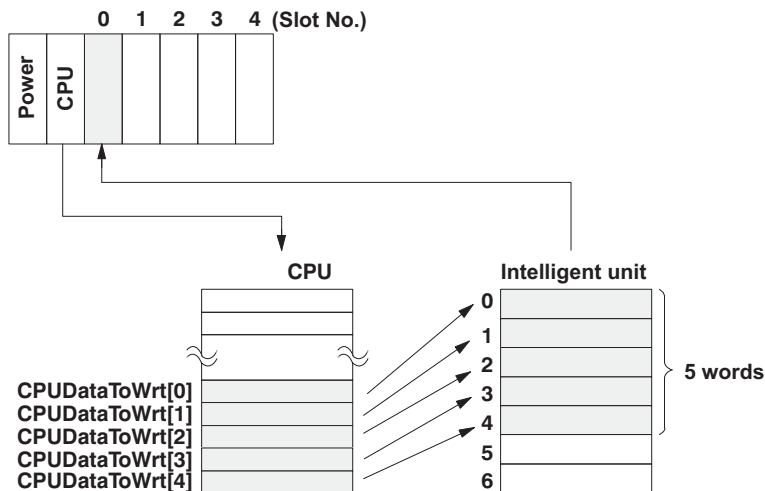 0 1 2 3 4 (Slot No.)
Power
CPU
CPU
Intelligent unit
0
1
2
3
4
5
6
5 words
CPUDataToWrt[0]
CPUDataToWrt[1]
CPUDataToWrt[2]
CPUDataToWrt[3]
CPUDataToWrt[4]